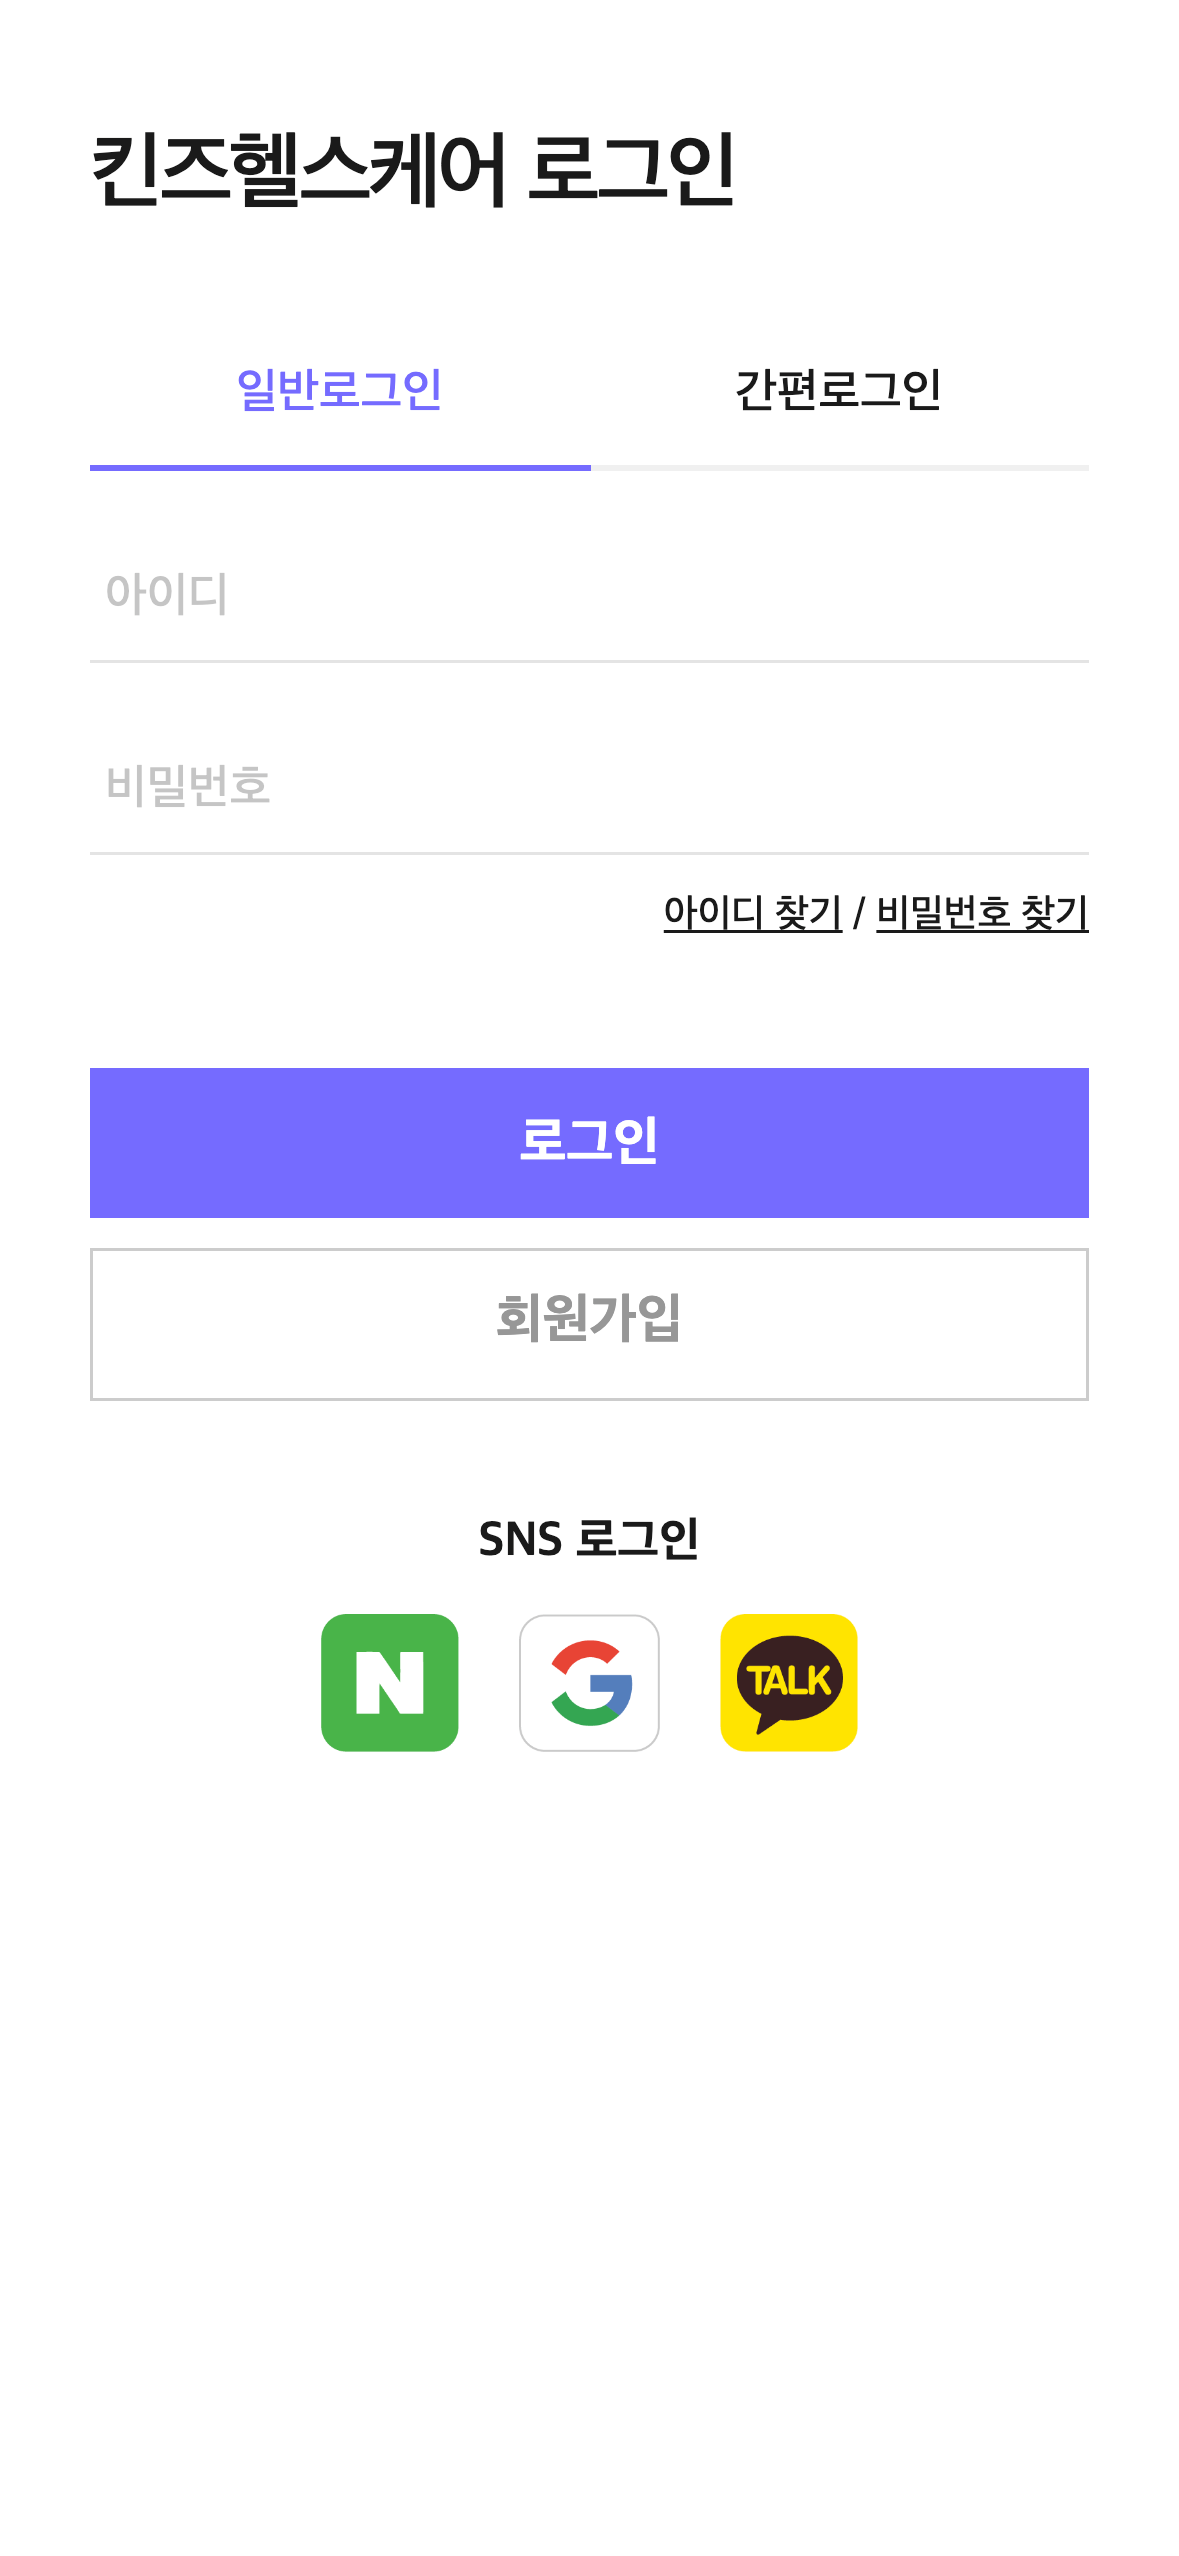 킨즈헬스케어 로그인
일반로그인 간편로그인
아이디
비밀번호
아이디 찾기 / 비밀번호 찾기
로그인
회원가입
SNS 로그인
N G TALK